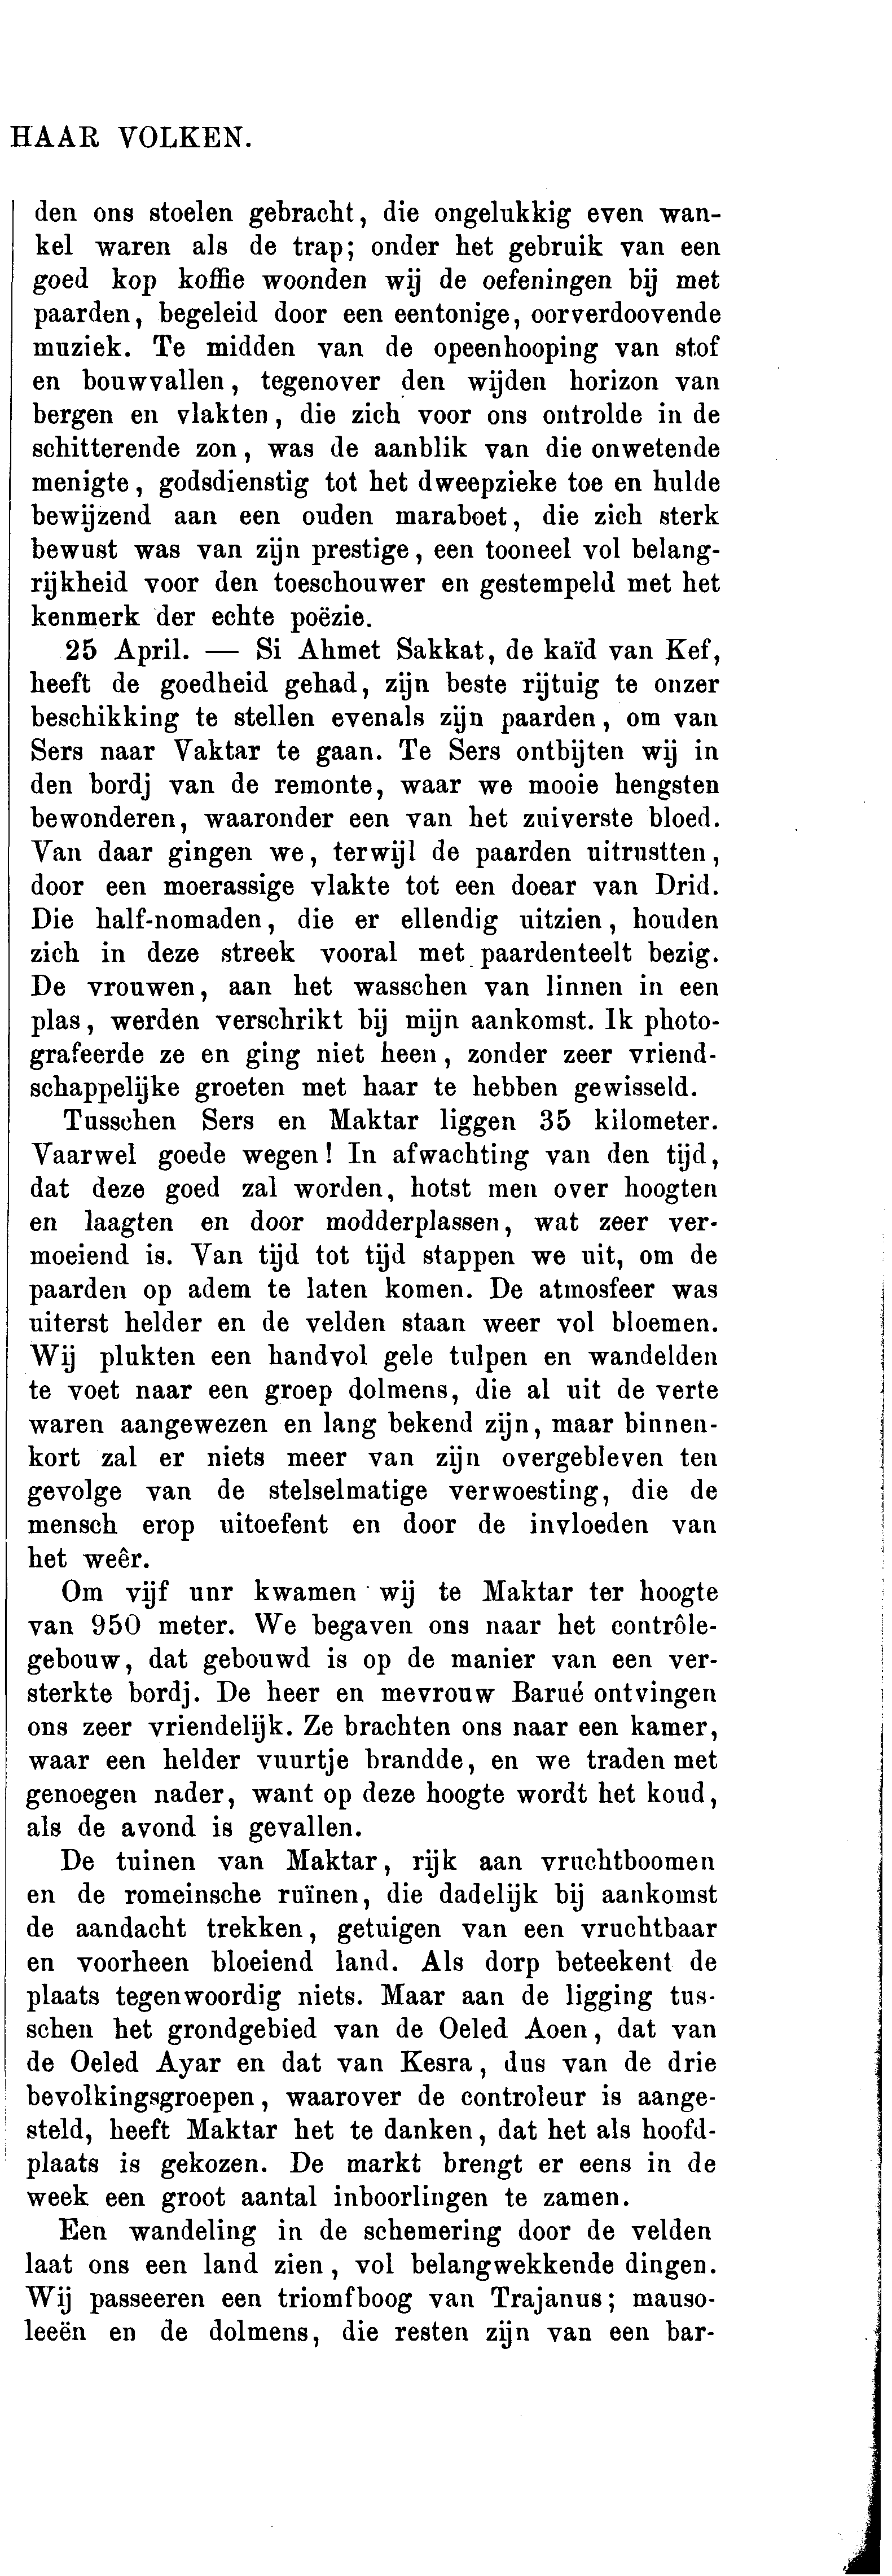 HAAR VOLKEN.
den ons stoelen gebracht, die ongelukkig even wan-
kel waren als de trap; onder het gebruik van een
goed kop koffie woonden wij de oefeningen bij met
paarden, begeleid door een eentonige, oorverdoovende
muziek. Te midden van de opeenhooping van stof
en bouwvallen, tegenover den wijden horizon van
bergen en vlakten, die zich voor ons ontrolde in de
schitterende zon, was de aanblik van die onwetende
menigte, godsdienstig tot het dweepzieke toe en hulde
bewijzend aan een ouden maraboet, die zich sterk
bewust was van zijn prestige, een tooneel vol belang-
rijkheid voor den toeschouwer en gestempeld met het
kenmerk der echte poëzie.
25 April. — Si Ahmet Sakkat, de kaïd van Kef,
heeft de goedheid gehad, zijn beste rijtuig te onzer
beschikking te stellen evenals zijn paarden, om van
Sers naar Vaktar te gaan. Te Sers ontbijten wij in
den bordj van de remonte, waar we mooie hengsten
bewonderen, waaronder een van het zuiverste bloed.
Van daar gingen we, terwijl de paarden uitrustten,
door een moerassige vlakte tot een doear van Drid.
Die half-nomaden, die er ellendig uitzien, houden
zich in deze streek vooral met paardenteelt bezig.
De vrouwen, aan het wasschen van linnen in een
plas, werden verschrikt bij mijn aankomst. Ik photo-
grafeerde ze en ging niet heen, zonder zeer vriend-
schappelijke groeten met haar te hebben gewisseld.
Tusschen Sers en Maktar liggen 35 kilometer.
Vaarwel goede wegen! In afwachting van den tijd,
dat deze goed zal worden, hotst men over hoogten
en laagten en door modderplassen, wat zeer ver-
moeiend is. Van tijd tot tijd stappen we uit, om de
paarden op adem te laten komen. De atmosfeer was
uiterst helder en de velden staan weer vol bloemen.
Wij plukten een handvol gele tulpen en wandelden
te voet naar een groep dolmens, die al uit de verte
waren aangewezen en lang bekend zijn, maar binnen-
kort zal er niets meer van zijn overgebleven ten
gevolge van de stelselmatige verwoesting, die de
mensch erop uitoefent en door de invloeden van
het weêr.
Om vijf unr kwamen wij te Maktar ter hoogte
van 950 meter. We begaven ons naar het contrôle-
gebouw, dat gebouwd is op de manier van een ver-
sterkte bordj. De heer en mevrouw Barué ontvingen
ons zeer vriendelijk. Ze brachten ons naar een kamer,
waar een helder vuurtje brandde, en we traden met
genoegen nader, want op deze hoogte wordt het koud,
als de avond is gevallen.
De tuinen van Maktar, rijk aan vruchtboomen
en de romeinsche ruïnen, die dadelijk bij aankomst
de aandacht trekken, getuigen van een vruchtbaar
en voorheen bloeiend land. Als dorp beteekent de
plaats tegenwoordig niets. Maar aan de ligging tus-
schen het grondgebied van de Oeled Aoen, dat van
de Oeled Ayar en dat van Kesra, dus van de drie
bevolkingsgroepen, waarover de controleur is aange-
steld, heeft Maktar het te danken, dat het als hoofd-
plaats is gekozen. De markt brengt er eens in de
week een groot aantal inboorlingen te zamen.
Een wandeling in de schemering door de velden
laat ons een land zien, vol belangwekkende dingen.
Wij passeeren een triomfboog van Trajanus; mauso-
leeën en de dolmens, die resten zijn van een bar-